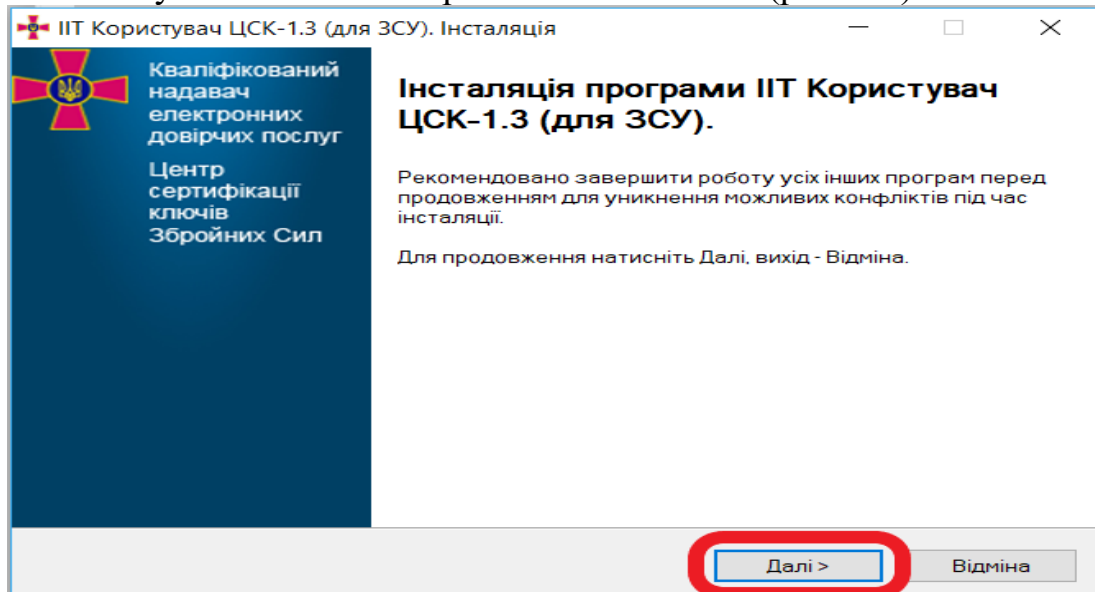 ІІТ Користувач ЦСК-1.3 (для ЗСУ). Інсталяція
Кваліфікований
надавач
електронних
довірчих послуг
Центр
сертифікації
ключів
Збройних Сил
Інсталяція програми ІІТ Користувач
ЦСК-1.3 (для ЗСУ).
Рекомендовано завершити роботу усіх інших програм перед
продовженням для уникнення можливих конфліктів під час
інсталяції.
Для продовження натисніть Далі, вихід - Відміна.
Далі >
Відміна